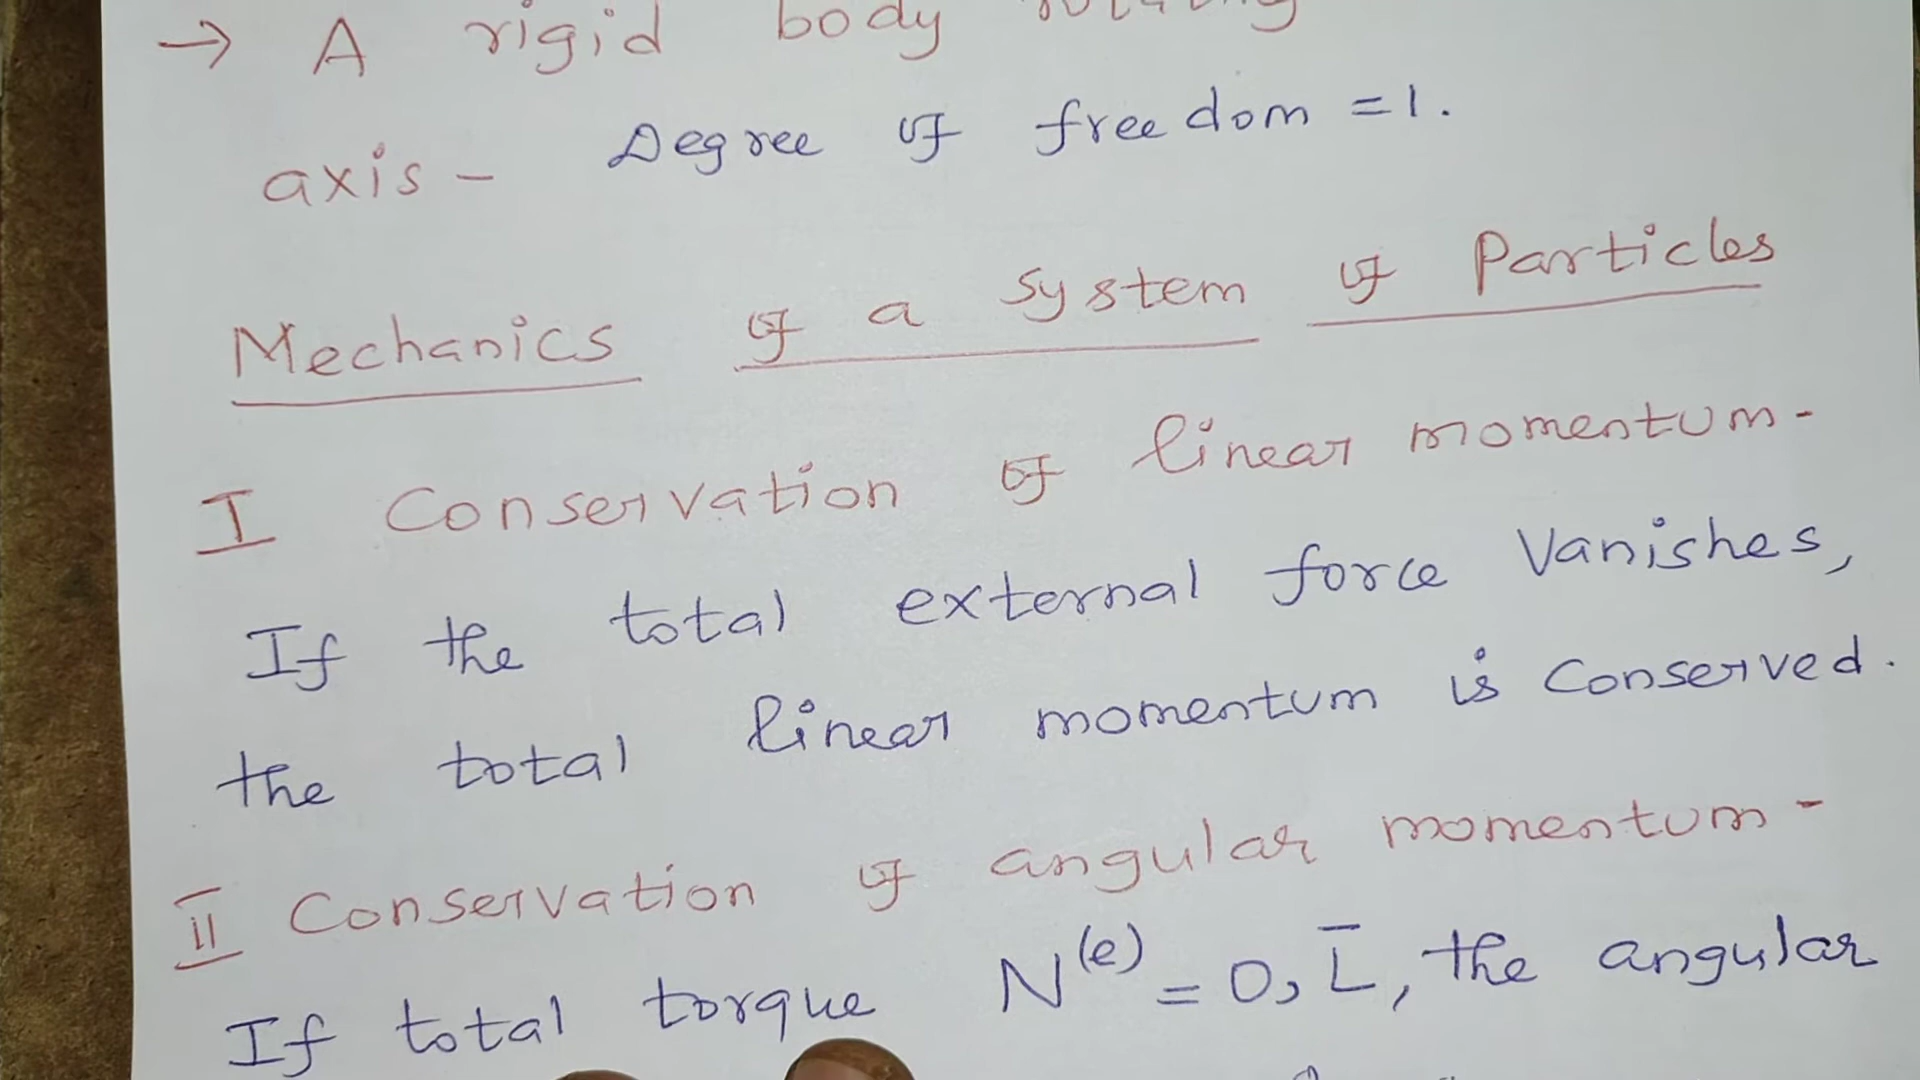 → A rigid body rotating
axis - Degree of freedom = 1.
Mechanics of a system of Particles
I Conservation of linear momentum -
If the total external force Vanishes,
the total linear momentum is Conserved.
II Conservation of angular momentum -
If total torque N^(e) = 0, L̄, the angular